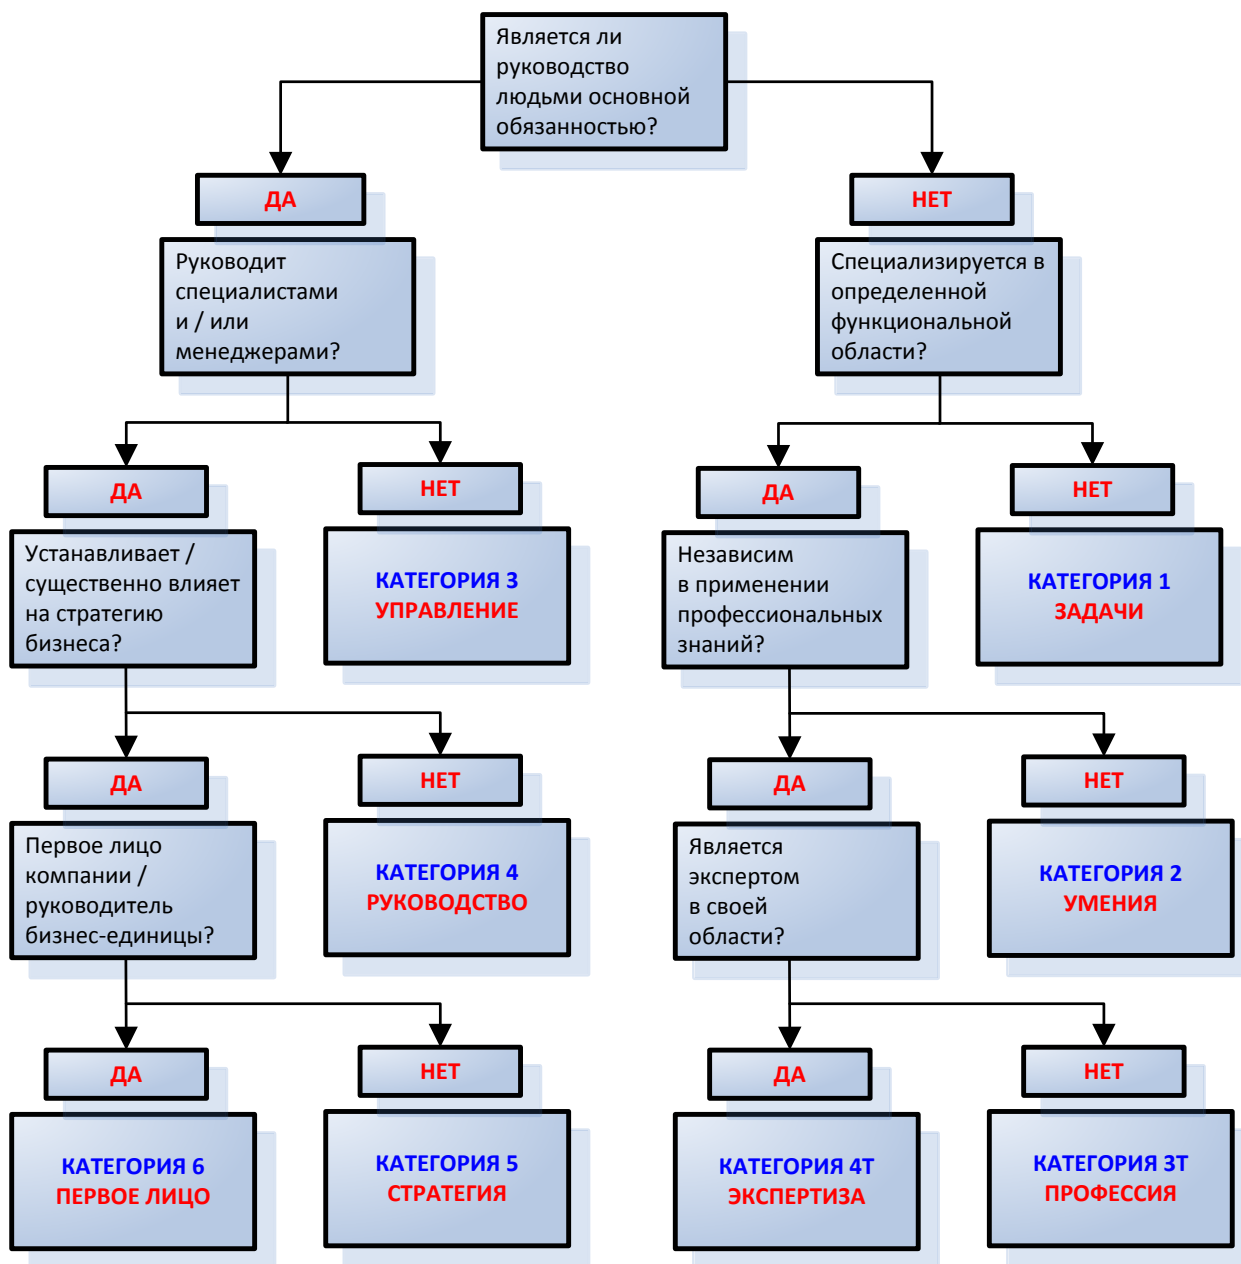 Является ли
руководство
людьми основной
обязанностью?
ДА
НЕТ
Руководит
специалистами
и / или
менеджерами?
Специализируется в
определенной
функциональной
области?
ДА
НЕТ
ДА
НЕТ
Устанавливает /
существенно влияет
на стратегию
бизнеса?
КАТЕГОРИЯ 3
УПРАВЛЕНИЕ
Независим
в применении
профессиональных
знаний?
КАТЕГОРИЯ 1
ЗАДАЧИ
ДА
НЕТ
ДА
НЕТ
Первое лицо
компании /
руководитель
бизнес-единицы?
КАТЕГОРИЯ 4
РУКОВОДСТВО
Является
экспертом
в своей
области?
КАТЕГОРИЯ 2
УМЕНИЯ
ДА
НЕТ
ДА
НЕТ
КАТЕГОРИЯ 6
ПЕРВОЕ ЛИЦО
КАТЕГОРИЯ 5
СТРАТЕГИЯ
КАТЕГОРИЯ 4Т
ЭКСПЕРТИЗА
КАТЕГОРИЯ 3Т
ПРОФЕССИЯ